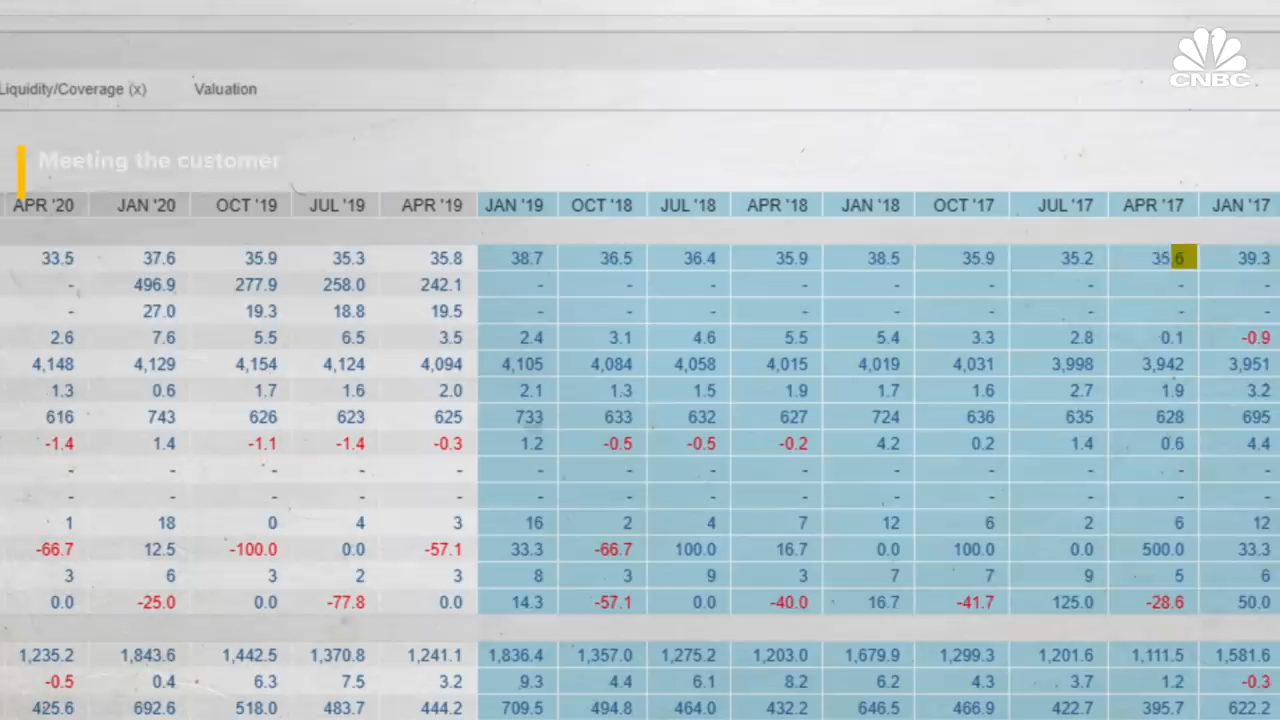 CNBC
Liquidity/Coverage (x) Valuation
Meeting the customer
APR '20 JAN '20 OCT '19 JUL '19 APR '19 JAN '19 OCT '18 JUL '18 APR '18 JAN '18 OCT '17 JUL '17 APR '17 JAN '17
33.5 37.6 35.9 35.3 35.8 38.7 36.5 36.4 35.9 38.5 35.9 35.2 35.6 39.3
- 496.9 277.9 258.0 242.1 - - - - - - - - -
- 27.0 19.3 18.8 19.5 - - - - - - - - -
2.6 7.6 5.5 6.5 3.5 2.4 3.1 4.6 5.5 5.4 3.3 2.8 0.1 -0.9
4,148 4,129 4,154 4,124 4,094 4,105 4,084 4,058 4,015 4,019 4,031 3,998 3,942 3,951
1.3 0.6 1.7 1.6 2.0 2.1 1.3 1.5 1.9 1.7 1.6 2.7 1.9 3.2
616 743 626 623 625 733 633 632 627 724 636 635 628 695
-1.4 1.4 -1.1 -1.4 -0.3 1.2 -0.5 -0.5 -0.2 4.2 0.2 1.4 0.6 4.4
- - - - - - - - - - - - - -
- - - - - - - - - - - - - -
1 18 0 4 3 16 2 4 7 12 6 2 6 12
-66.7 12.5 -100.0 0.0 -57.1 33.3 -66.7 100.0 16.7 0.0 100.0 0.0 500.0 33.3
3 6 3 2 3 8 3 9 3 7 7 9 5 6
0.0 -25.0 0.0 -77.8 0.0 14.3 -57.1 0.0 -40.0 16.7 -41.7 125.0 -28.6 50.0
1,235.2 1,843.6 1,442.5 1,370.8 1,241.1 1,836.4 1,357.0 1,275.2 1,203.0 1,679.9 1,299.3 1,201.6 1,111.5 1,581.6
-0.5 0.4 6.3 7.5 3.2 9.3 4.4 6.1 8.2 6.2 4.3 3.7 1.2 -0.3
425.6 692.6 518.0 483.7 444.2 709.5 494.8 464.0 432.2 646.5 466.9 422.7 395.7 622.2